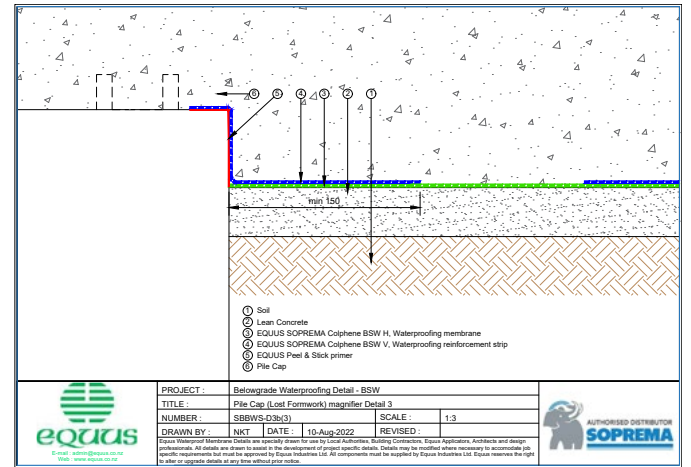 6 5 4 3 2 1
min 150
1 Soil
2 Lean Concrete
3 EQUUS SOPREMA Colphene BSW H, Waterproofing membrane
4 EQUUS SOPREMA Colphene BSW V, Waterproofing reinforcement strip
5 EQUUS Peel & Stick primer
6 Pile Cap
equus
E-mail : admin@equus.co.nz
Web : www.equus.co.nz
PROJECT : Belowgrade Waterproofing Detail - BSW
TITLE : Pile Cap (Lost Formwork) magnifier Detail 3
NUMBER : SBBWS-D3b(3) SCALE : 1:3
DRAWN BY : NKT DATE : 10-Aug-2022 REVISED :
Equus Waterproof Membrane Details are specially drawn for use by Local Authorities, Building Contractors, Equus Applicators, Architects and design
professionals. All details are drawn to assist in the development of project specific details. Details may be modified where necessary to accomodate job
specific requirements but must be approved by Equus Industries Ltd. All components must be supplied by Equus Industries Ltd. Equus reserves the right
to alter or upgrade details at any time without prior notice.
AUTHORISED DISTRIBUTOR
SOPREMA